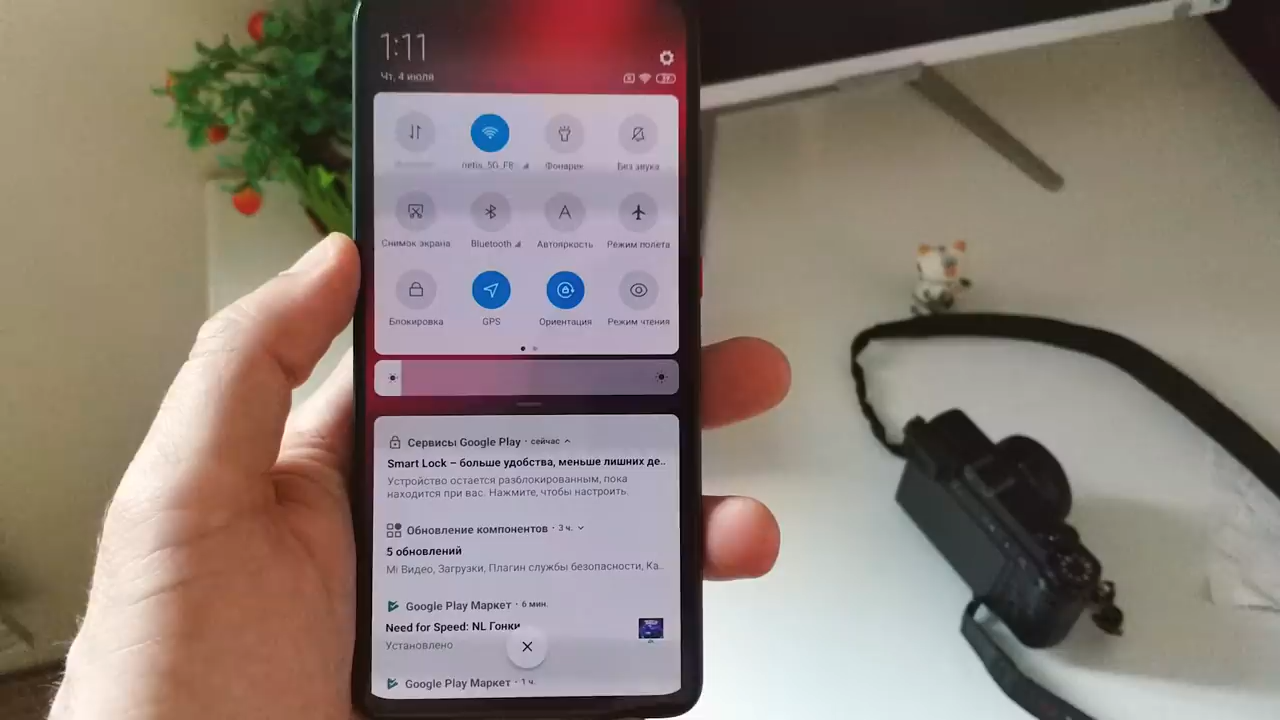 1:11
Чт, 4 июля
netis_5G_F8
Фонарик
Без звука
Снимок экрана
Bluetooth
Автояркость
Режим полета
Блокировка
GPS
Ориентация
Режим чтения
Сервисы Google Play · сейчас
Smart Lock – больше удобства, меньше лишних де..
Устройство остается разблокированным, пока
находится при вас. Нажмите, чтобы настроить.
Обновление компонентов · 3 ч.
5 обновлений
Mi Видео, Загрузки, Плагин службы безопасности, Ка..
Google Play Маркет · 6 мин.
Need for Speed: NL Гонки
Установлено
Google Play Маркет · 1 ч.